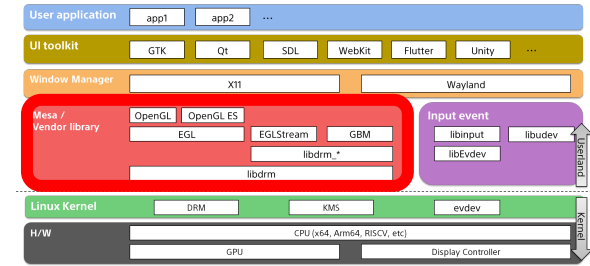 User application
app1 app2 ...
UI toolkit
GTK Qt SDL WebKit Flutter Unity ...
Window Manager
X11 Wayland
Mesa /
Vendor library
OpenGL OpenGL ES
EGL EGLStream GBM
libdrm_*
libdrm
Input event
libinput libudev
libEvdev
Userland
Linux Kernel
DRM KMS evdev
Kernel
H/W
CPU (x64, Arm64, RISCV, etc)
GPU Display Controller